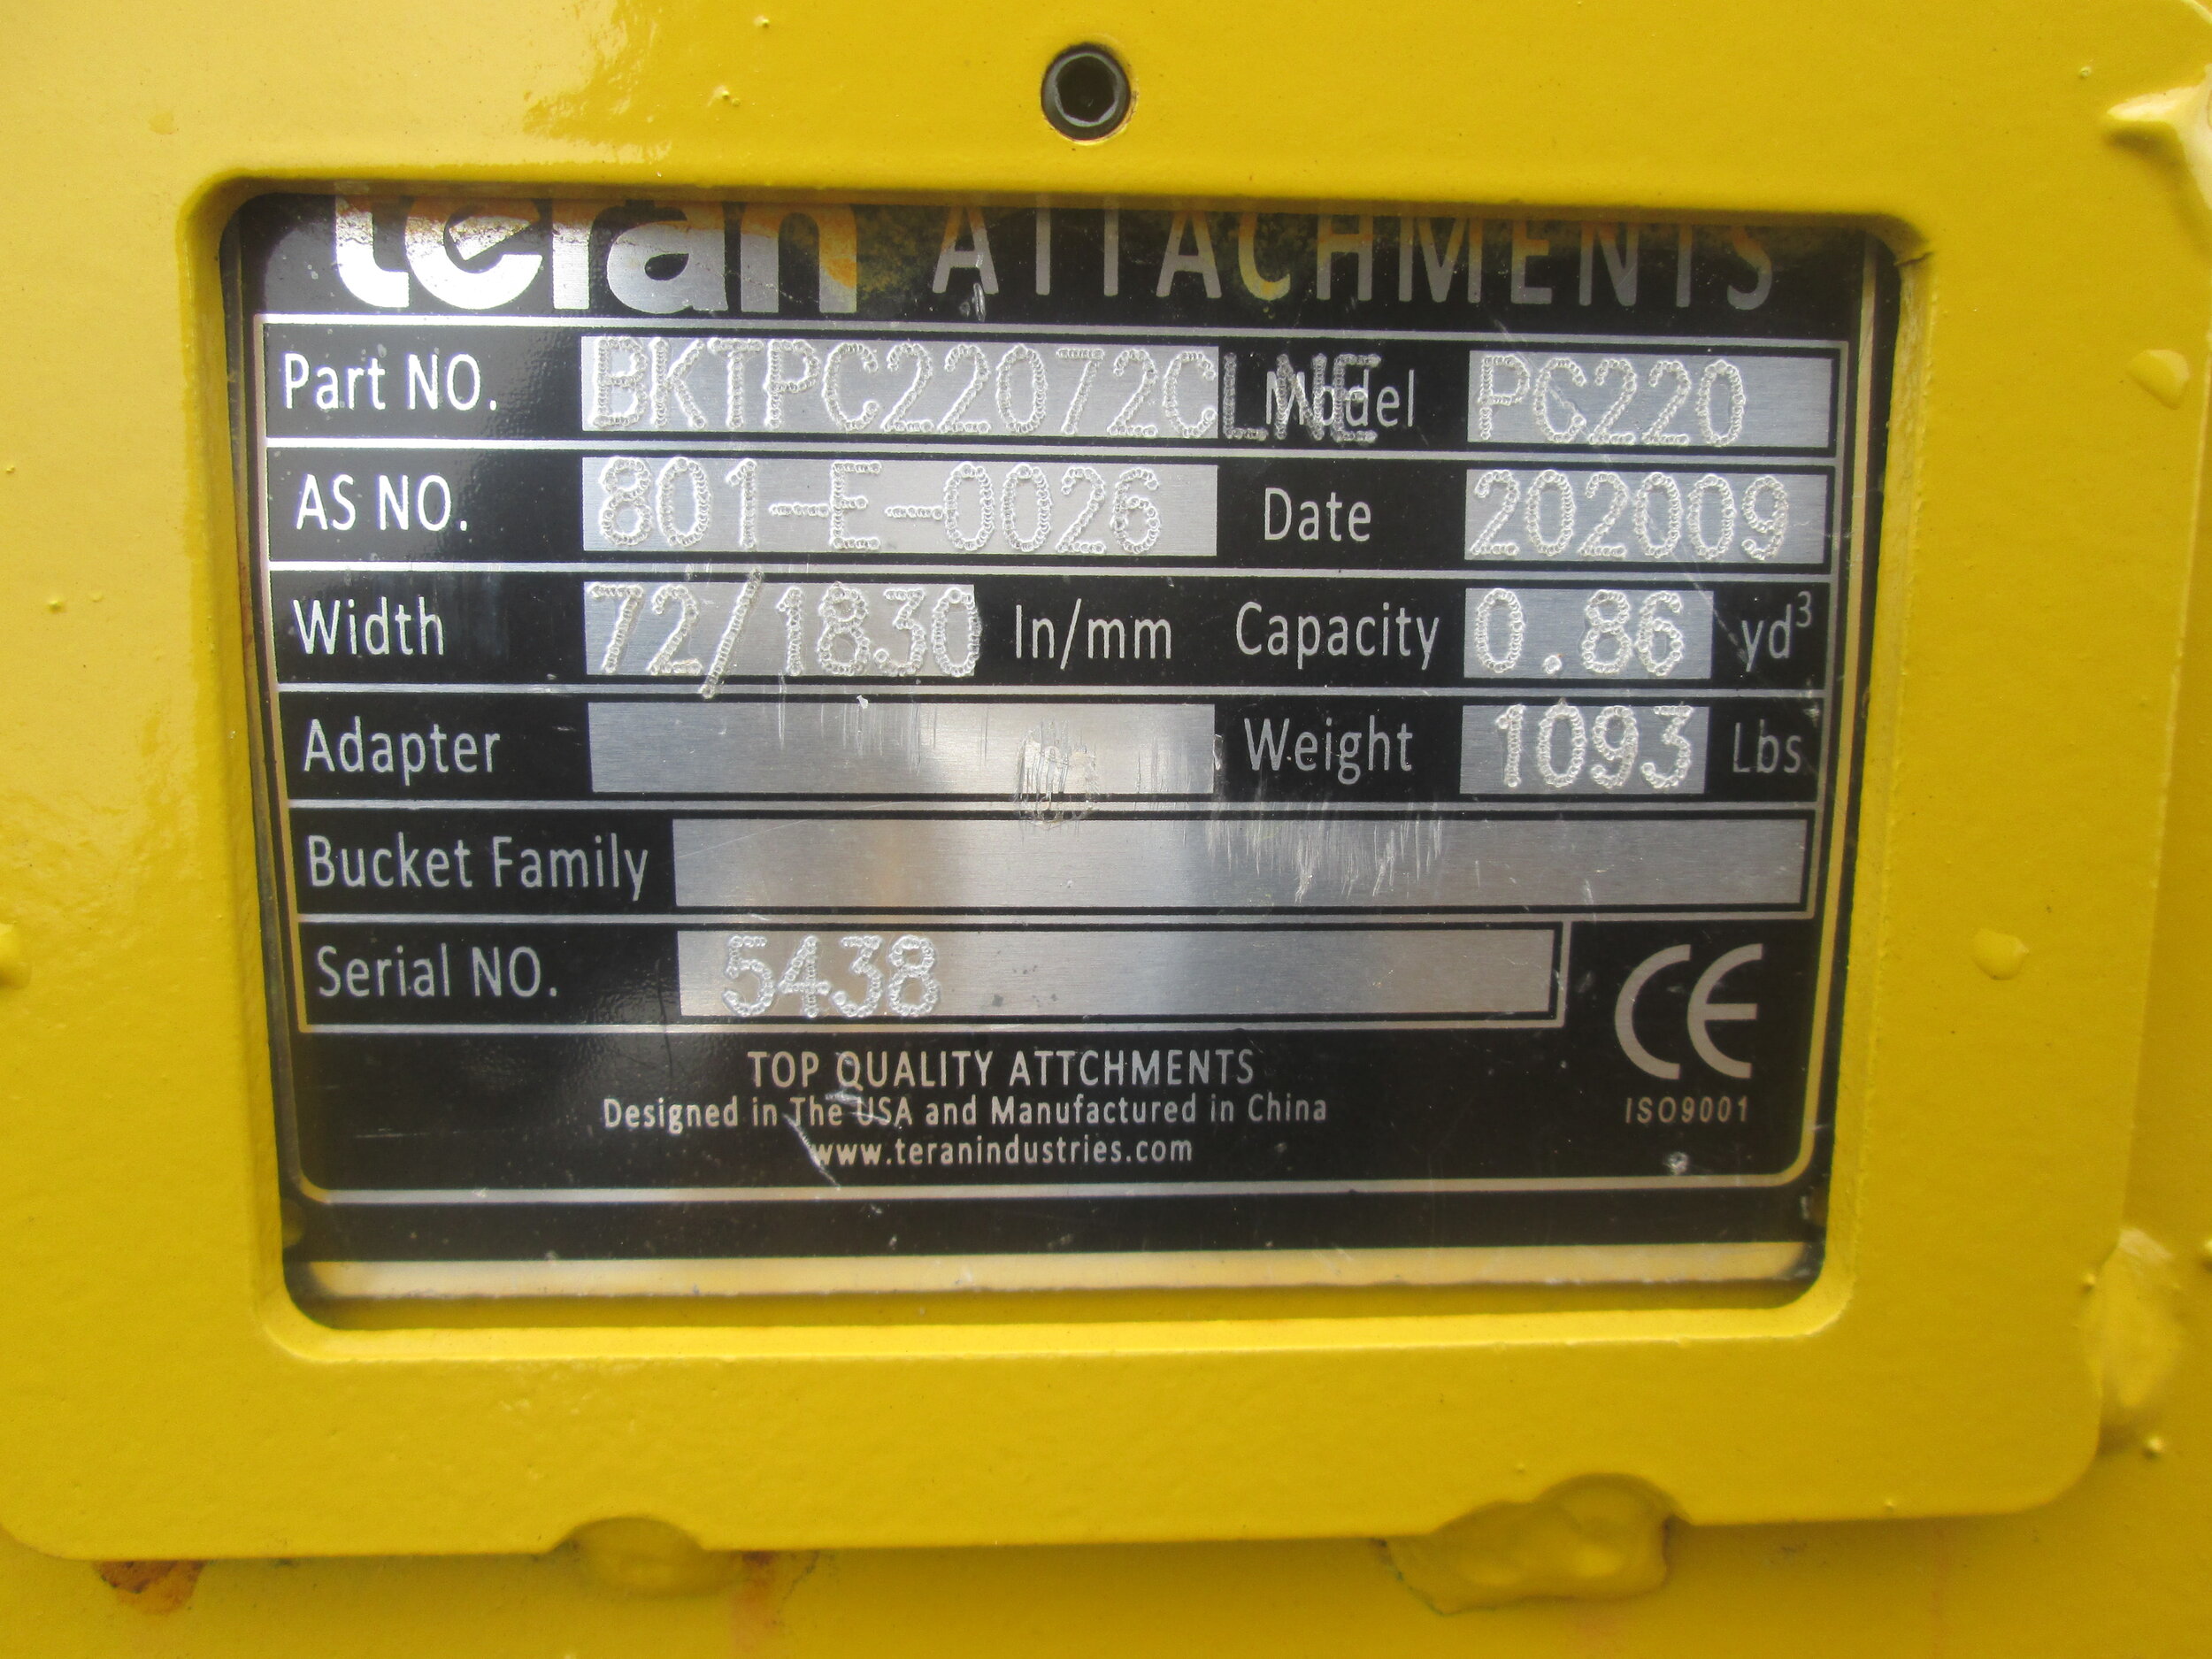 teran ATTACHMENTS
Part NO. BKTPC22072CLNE Model PC220
AS NO. 801-E-0026 Date 202009
Width 72/1830 In/mm Capacity 0.86 yd³
Adapter Weight 1093 Lbs
Bucket Family
Serial NO. 5438
CE
ISO9001
TOP QUALITY ATTCHMENTS
Designed in The USA and Manufactured in China
www.teranindustries.com